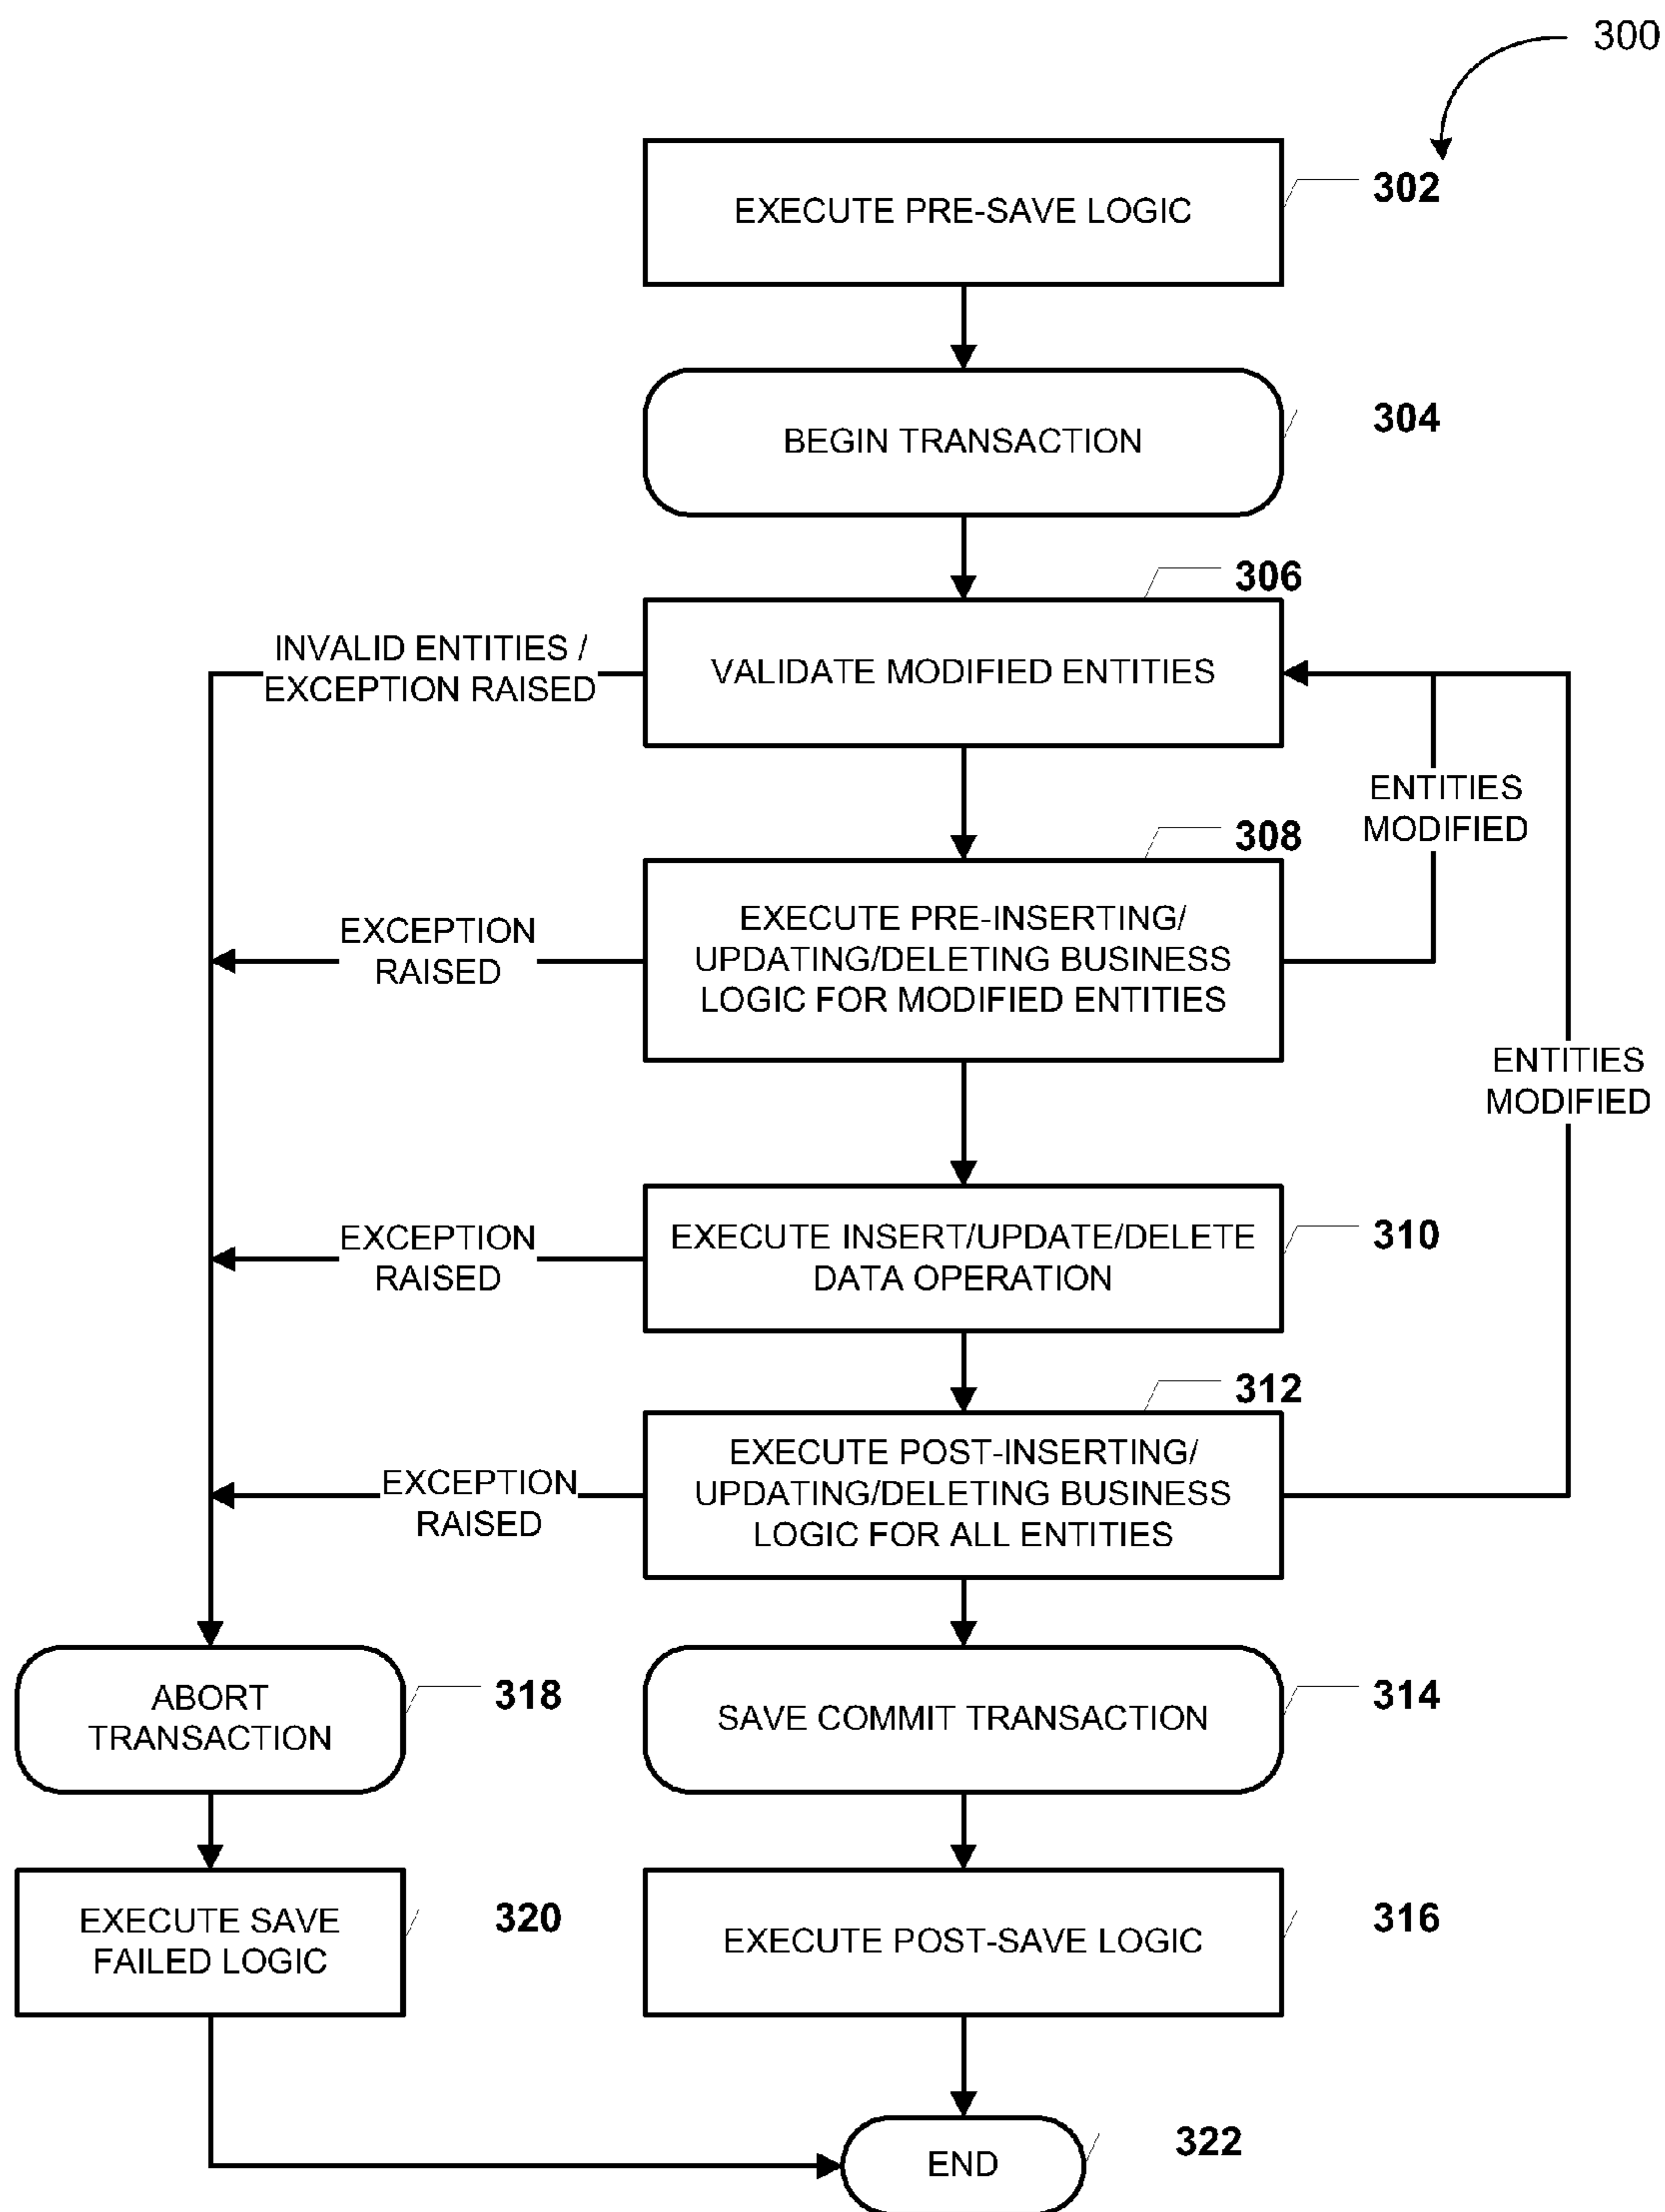 300
EXECUTE PRE-SAVE LOGIC
302
BEGIN TRANSACTION
304
306
INVALID ENTITIES /
EXCEPTION RAISED
VALIDATE MODIFIED ENTITIES
ENTITIES
MODIFIED
308
EXCEPTION
RAISED
EXECUTE PRE-INSERTING/
UPDATING/DELETING BUSINESS
LOGIC FOR MODIFIED ENTITIES
ENTITIES
MODIFIED
EXCEPTION
RAISED
EXECUTE INSERT/UPDATE/DELETE
DATA OPERATION
310
312
EXCEPTION
RAISED
EXECUTE POST-INSERTING/
UPDATING/DELETING BUSINESS
LOGIC FOR ALL ENTITIES
ABORT
TRANSACTION
318
SAVE COMMIT TRANSACTION
314
EXECUTE SAVE
FAILED LOGIC
320
EXECUTE POST-SAVE LOGIC
316
END
322